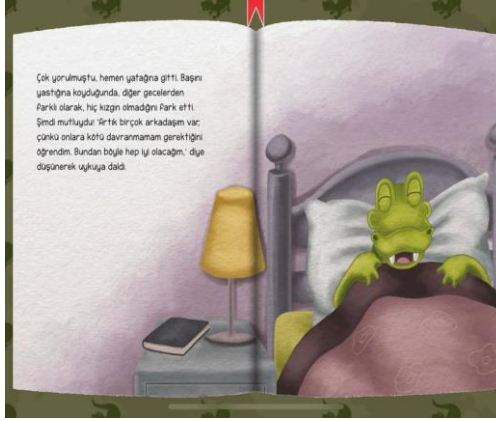 Çok yorulmuştu, hemen yatağına gitti. Başını
yastığına koyduğunda, diğer gecelerden
farklı olarak, hiç kızgın olmadığını fark etti.
Şimdi mutluydu! ‘Artık birçok arkadaşım var,
çünkü onlara kötü davranmamam gerektiğini
öğrendim. Bundan böyle hep iyi olacağım,’ diye
düşünerek uykuya daldı.